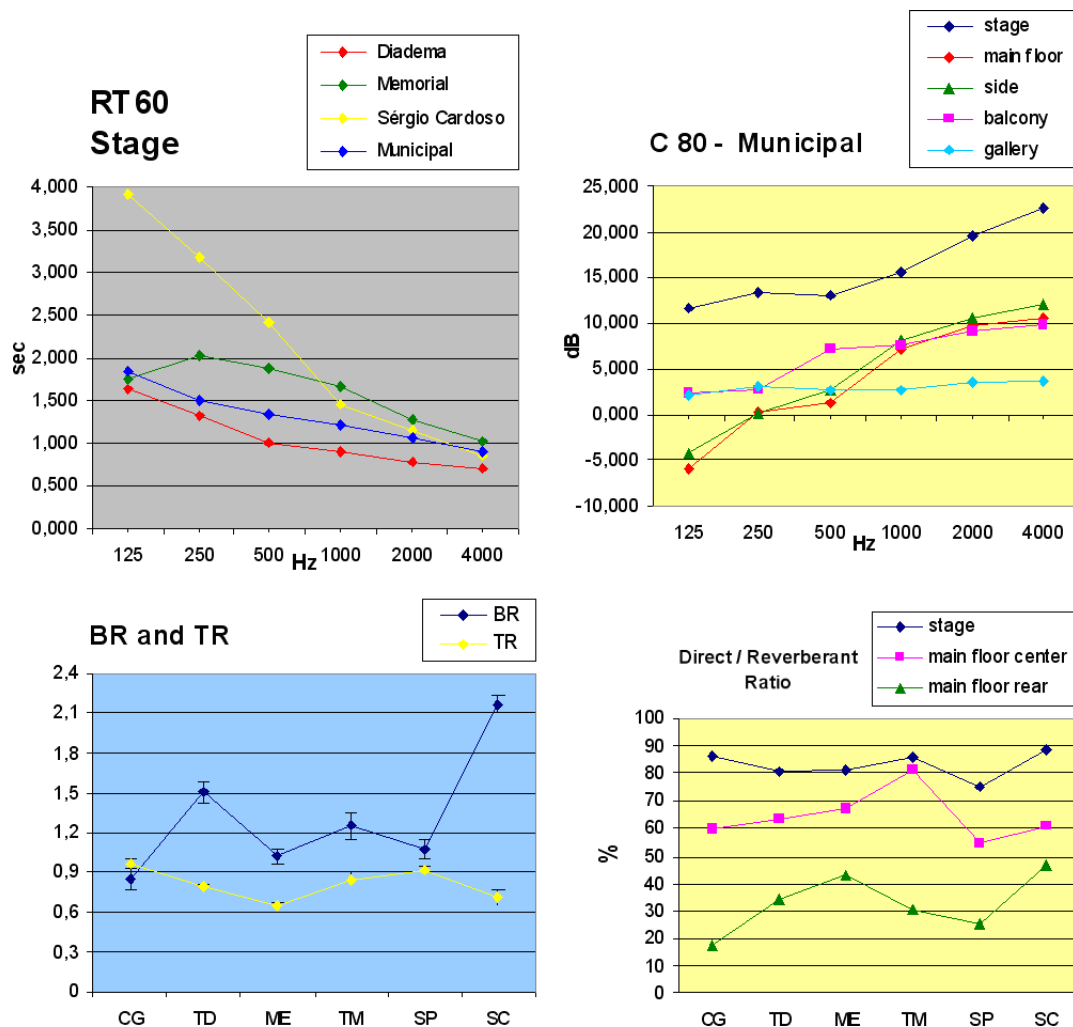 RT60
Stage
Diadema
Memorial
Sérgio Cardoso
Municipal
4,000
3,500
3,000
2,500
2,000
1,500
1,000
0,500
0,000
sec
125 250 500 1000 2000 4000
Hz
C 80 - Municipal
stage
main floor
side
balcony
gallery
25,000
20,000
15,000
10,000
5,000
0,000
-5,000
-10,000
dB
125 250 500 1000 2000 4000
Hz
BR and TR
BR
TR
2,4
2,1
1,8
1,5
1,2
0,9
0,6
0,3
0
CG TD ME TM SP SC
Direct / Reverberant
Ratio
stage
main floor center
main floor rear
100
90
80
70
60
50
40
30
20
10
0
%
CG TD ME TM SP SC